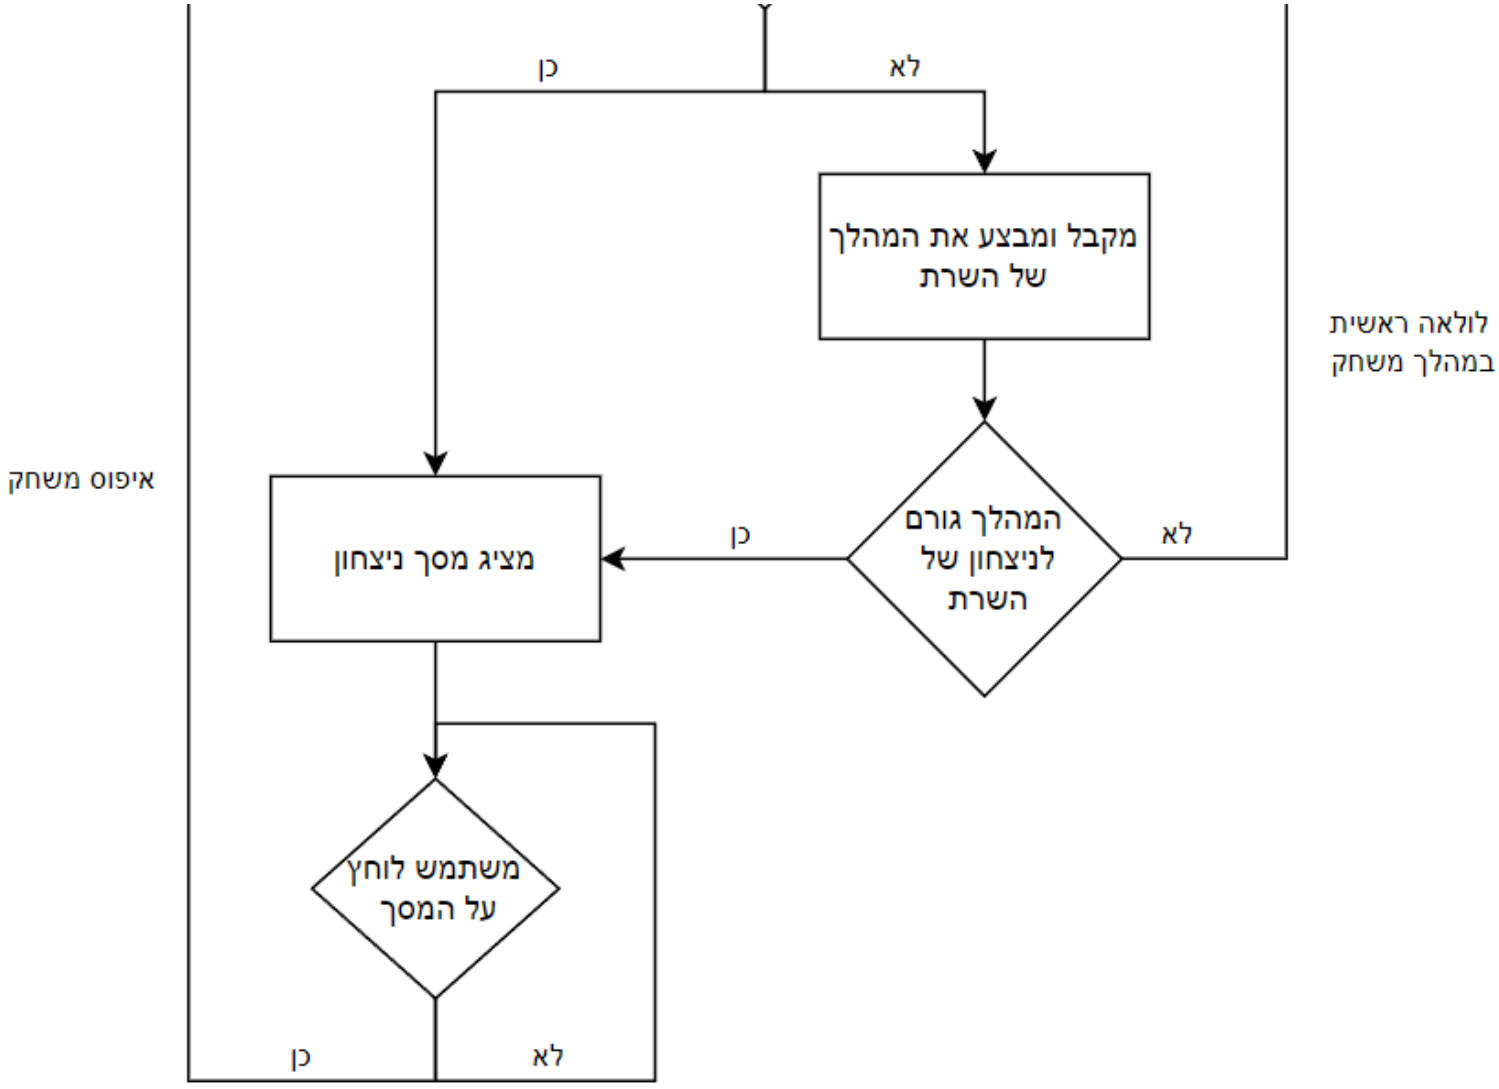 לא
כן
מקבל ומבצע את המהלך
של השרת
לולאה ראשית
במהלך משחק
איפוס משחק
המהלך גורם
לניצחון של
השרת
לא
כן
מציג מסך ניצחון
משתמש לוחץ
על המסך
לא
כן